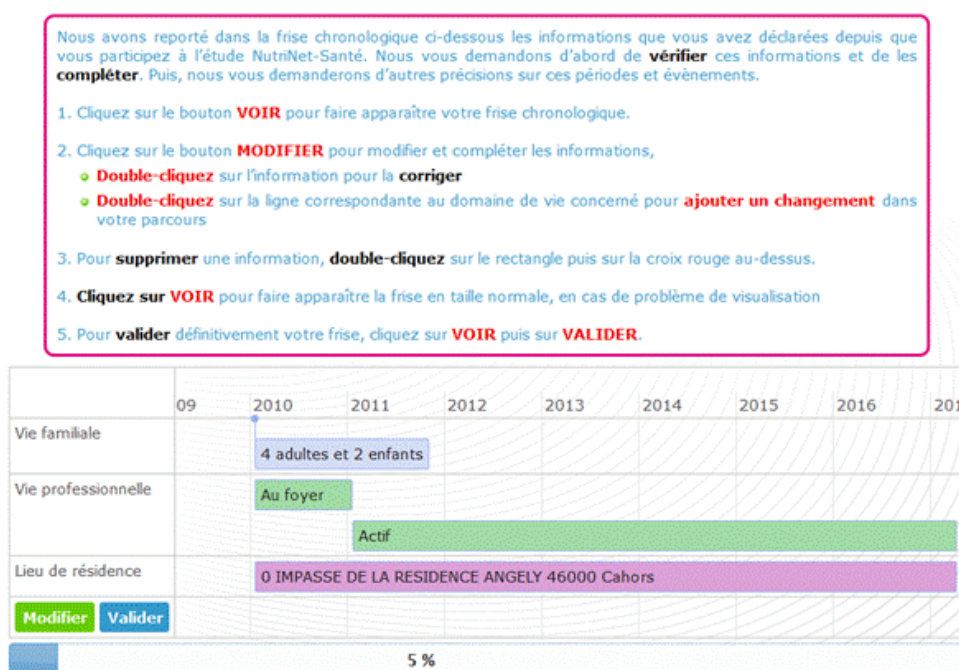 Nous avons reporté dans la frise chronologique ci-dessous les informations que vous avez déclarées depuis que
vous participez à l'étude NutriNet-Santé. Nous vous demandons d'abord de vérifier ces informations et de les
compléter. Puis, nous vous demanderons d'autres précisions sur ces périodes et évènements.
1. Cliquez sur le bouton VOIR pour faire apparaître votre frise chronologique.
2. Cliquez sur le bouton MODIFIER pour modifier et compléter les informations,
Double-cliquez sur l'information pour la corriger
Double-cliquez sur la ligne correspondante au domaine de vie concerné pour ajouter un changement dans
votre parcours
3. Pour supprimer une information, double-cliquez sur le rectangle puis sur la croix rouge au-dessus.
4. Cliquez sur VOIR pour faire apparaître la frise en taille normale, en cas de problème de visualisation
5. Pour valider définitivement votre frise, cliquez sur VOIR puis sur VALIDER.
09 2010 2011 2012 2013 2014 2015 2016 201
Vie familiale
4 adultes et 2 enfants
Vie professionnelle
Au foyer
Actif
Lieu de résidence
0 IMPASSE DE LA RESIDENCE ANGELY 46000 Cahors
Modifier Valider
5 %